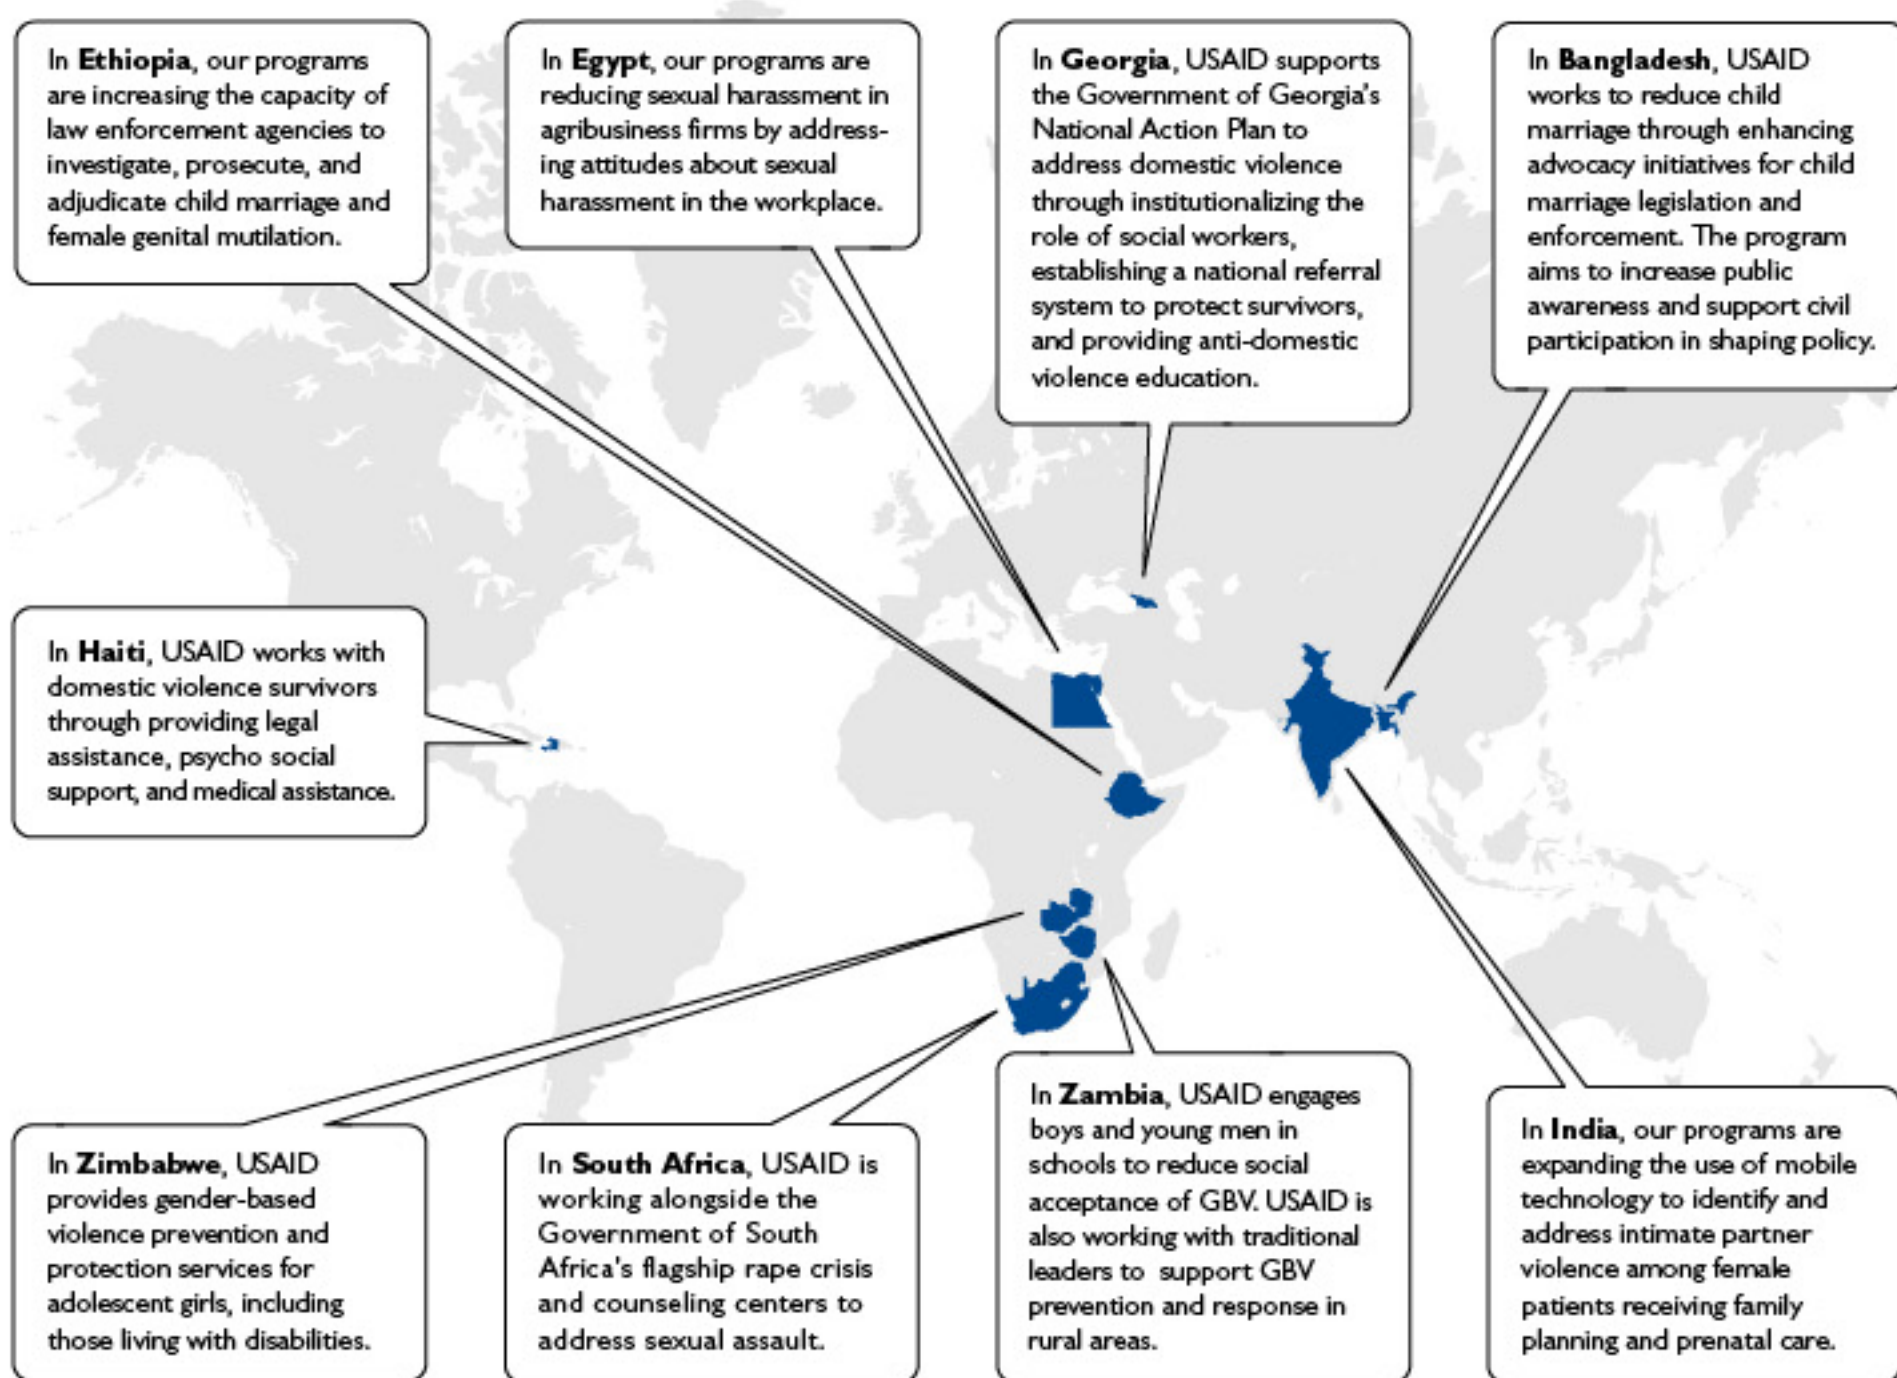 In Ethiopia, our programs
are increasing the capacity of
law enforcement agencies to
investigate, prosecute, and
adjudicate child marriage and
female genital mutilation.
In Egypt, our programs are
reducing sexual harassment in
agribusiness firms by address-
ing attitudes about sexual
harassment in the workplace.
In Georgia, USAID supports
the Government of Georgia's
National Action Plan to
address domestic violence
through institutionalizing the
role of social workers,
establishing a national referral
system to protect survivors,
and providing anti-domestic
violence education.
In Bangladesh, USAID
works to reduce child
marriage through enhancing
advocacy initiatives for child
marriage legislation and
enforcement. The program
aims to increase public
awareness and support civil
participation in shaping policy.
In Haiti, USAID works with
domestic violence survivors
through providing legal
assistance, psycho social
support, and medical assistance.
In Zimbabwe, USAID
provides gender-based
violence prevention and
protection services for
adolescent girls, including
those living with disabilities.
In South Africa, USAID is
working alongside the
Government of South
Africa's flagship rape crisis
and counseling centers to
address sexual assault.
In Zambia, USAID engages
boys and young men in
schools to reduce social
acceptance of GBV. USAID is
also working with traditional
leaders to support GBV
prevention and response in
rural areas.
In India, our programs are
expanding the use of mobile
technology to identify and
address intimate partner
violence among female
patients receiving family
planning and prenatal care.